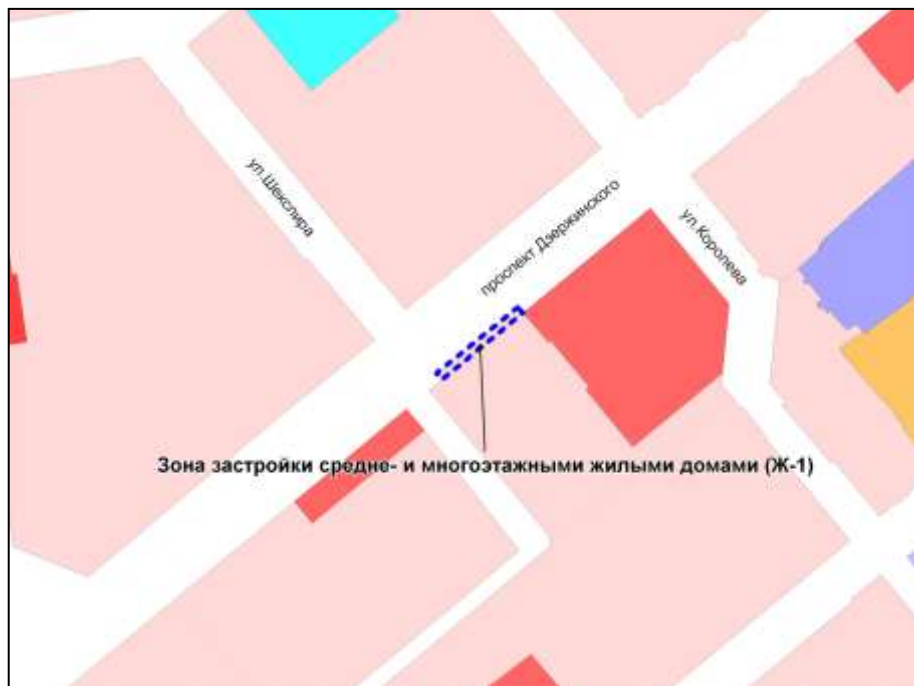 ул.Шекспира
проспект Дзержинского
ул.Королева
Зона застройки средне- и многоэтажными жилыми домами (Ж-1)